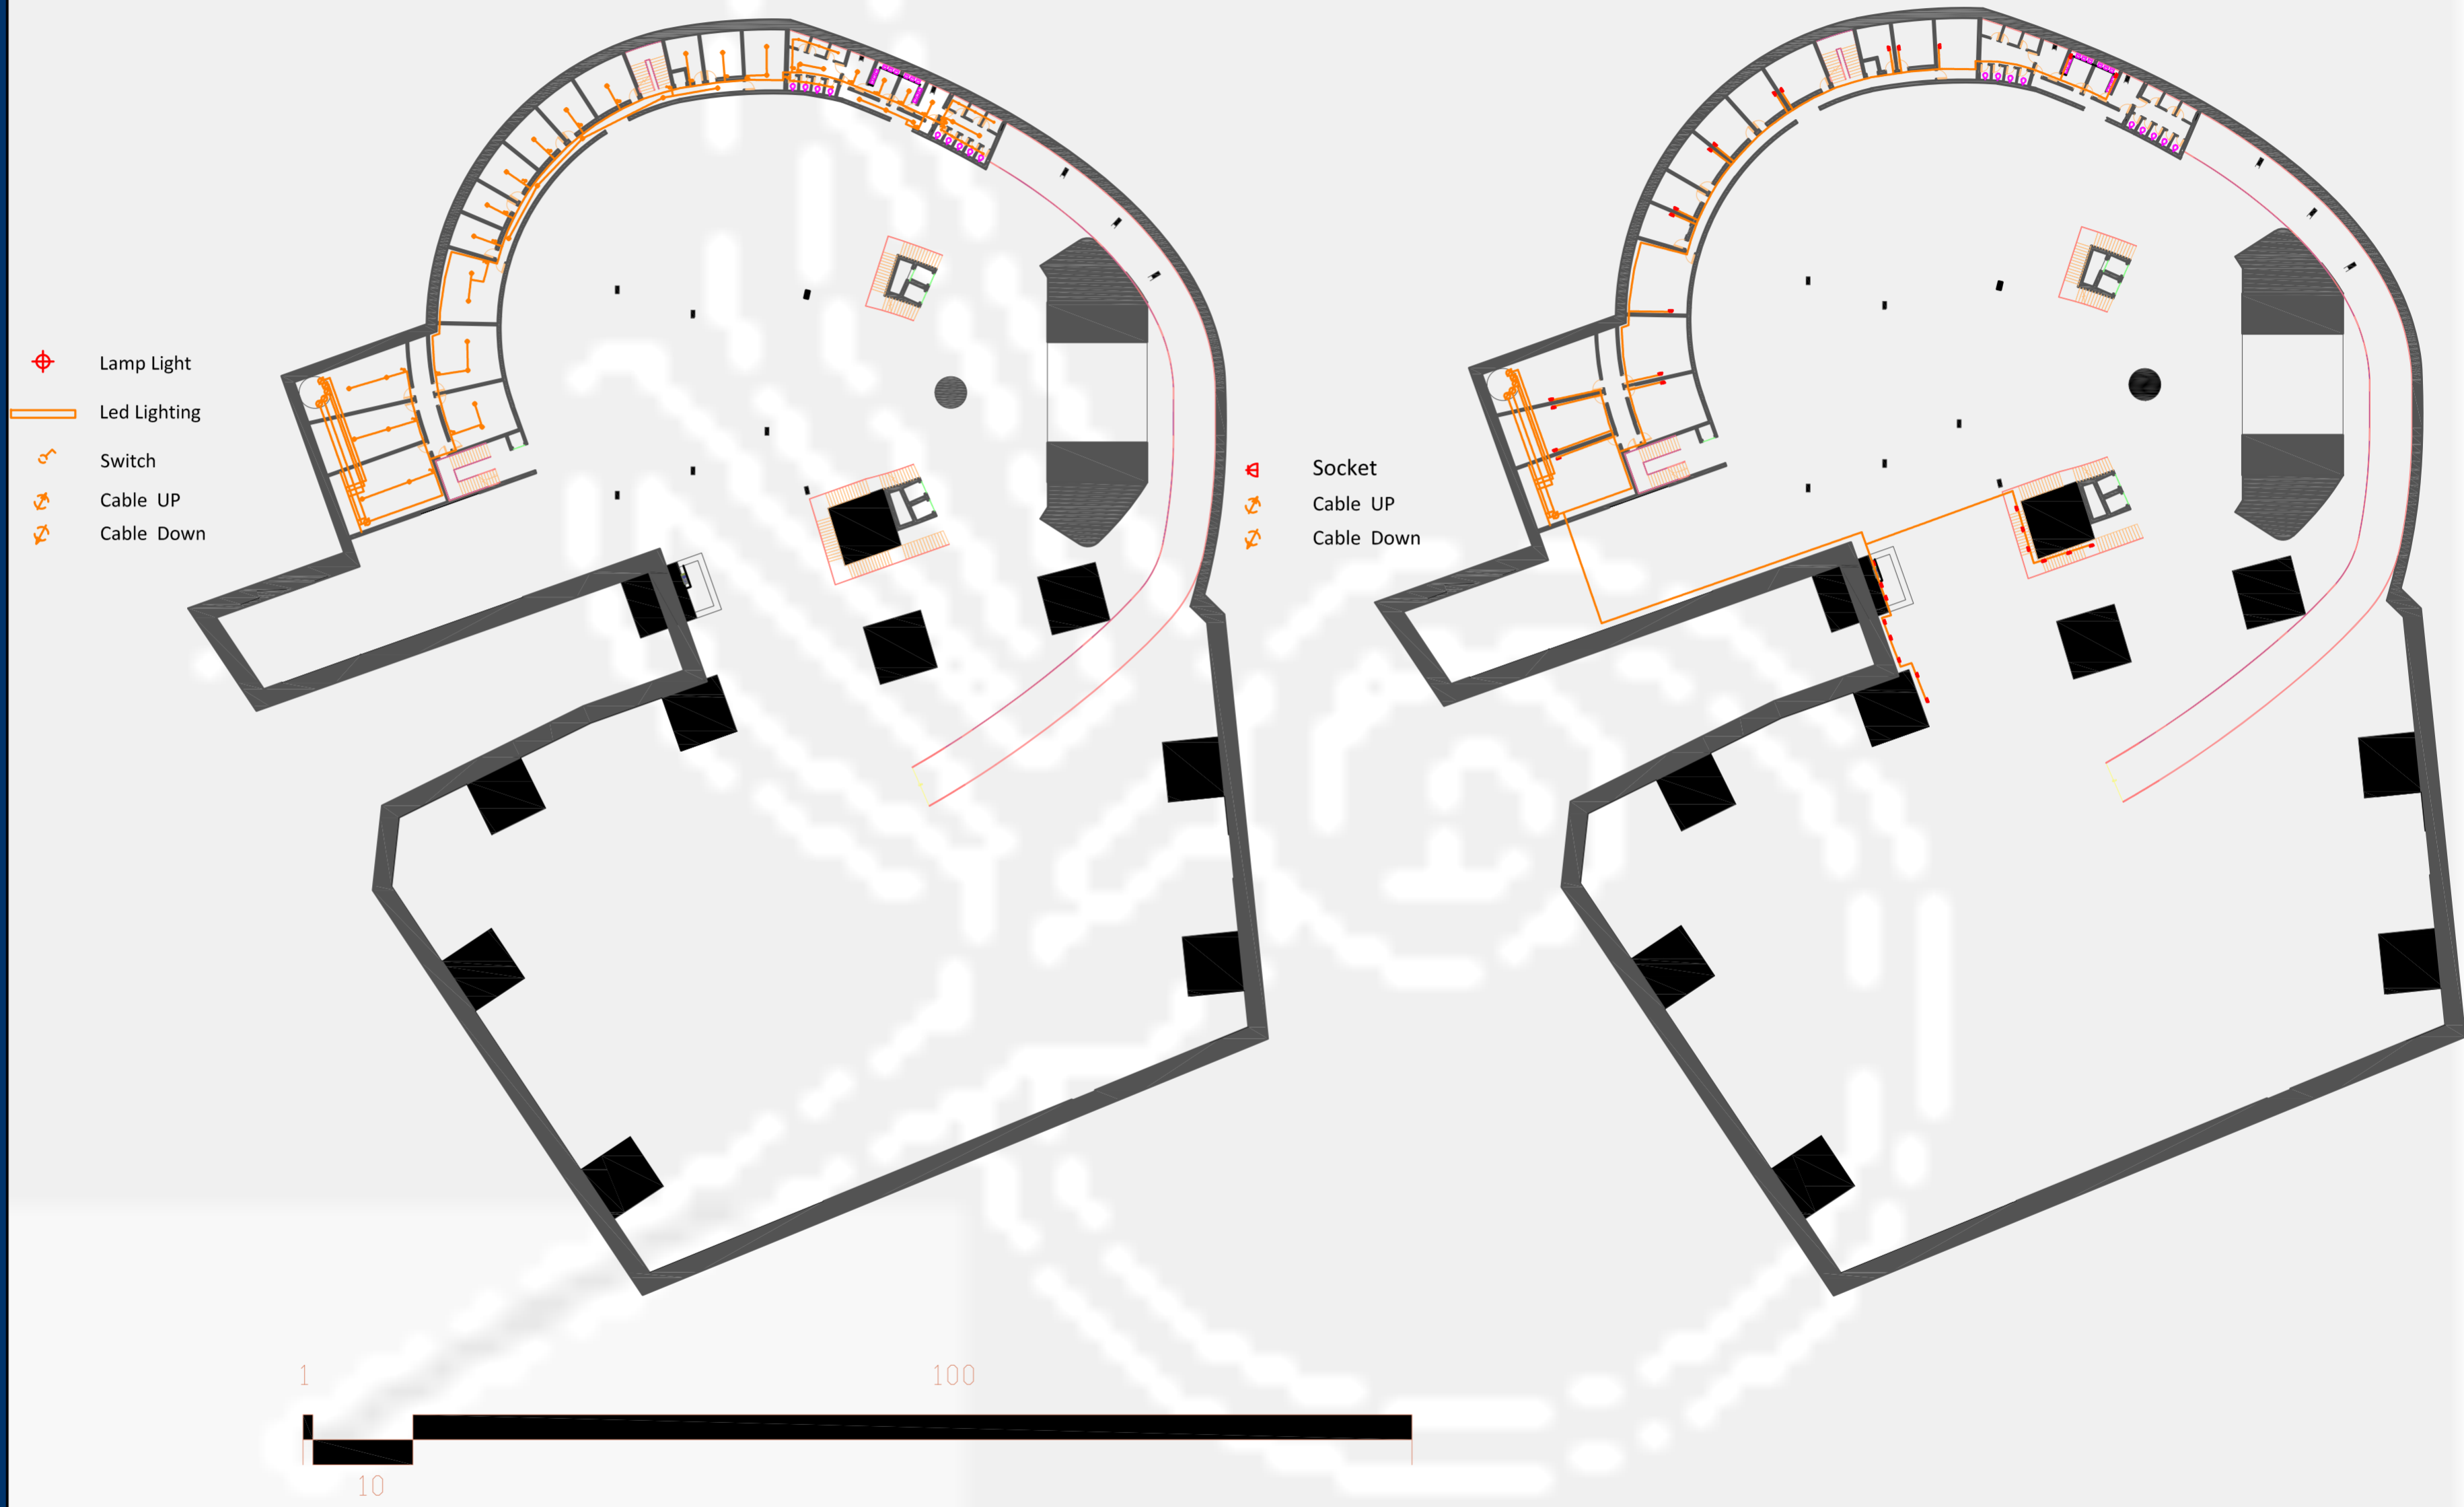 Lamp Light
Led Lighting
Switch
Cable UP
Cable Down
Socket
Cable UP
Cable Down
1
100
10